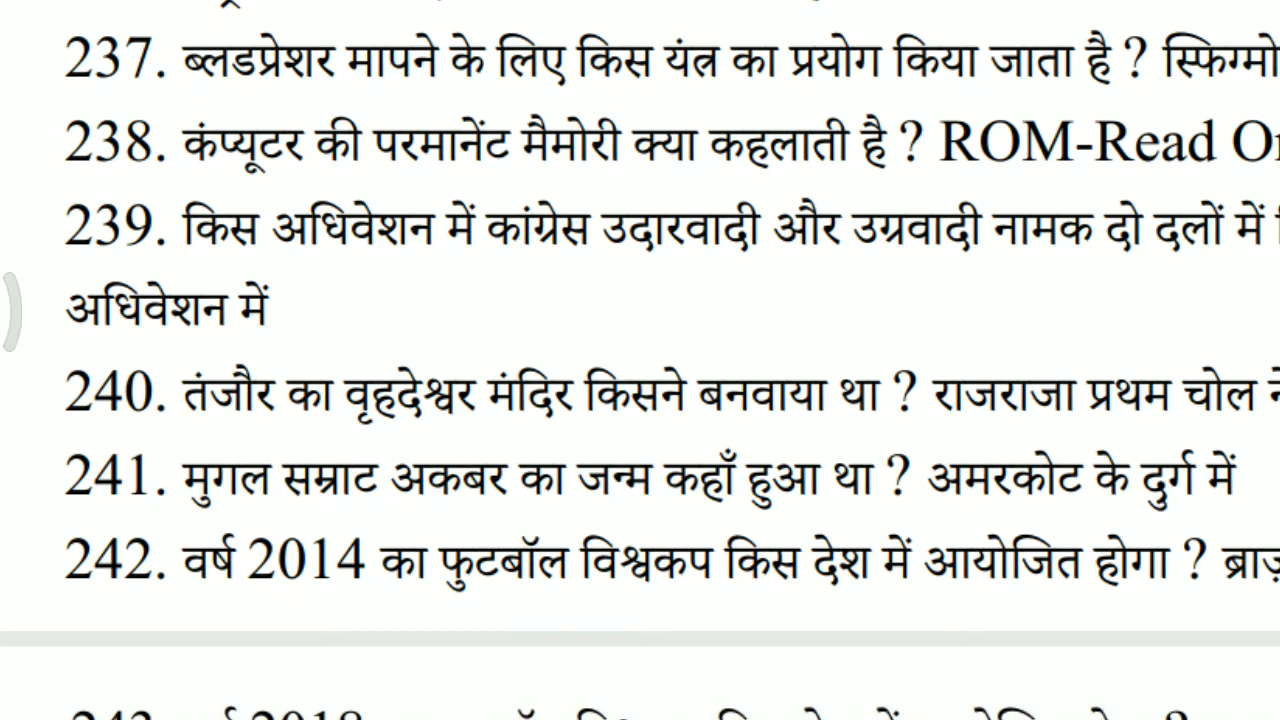 237. ब्लडप्रेशर मापने के लिए किस यंत्र का प्रयोग किया जाता है ?
238. कंप्यूटर की परमानेंट मैमोरी क्या कहलाती है ? ROM-Read
239. किस अधिवेशन में कांग्रेस उदारवादी और उग्रवादी नामक दो दलों में
अधिवेशन में
240. तंजौर का वृहदेश्वर मंदिर किसने बनवाया था ? राजराजा प्रथम चोल
241. मुगल सम्राट अकबर का जन्म कहाँ हुआ था ? अमरकोट के दुर्ग में
242. वर्ष 2014 का फुटबॉल विश्वकप किस देश में आयोजित होगा ?